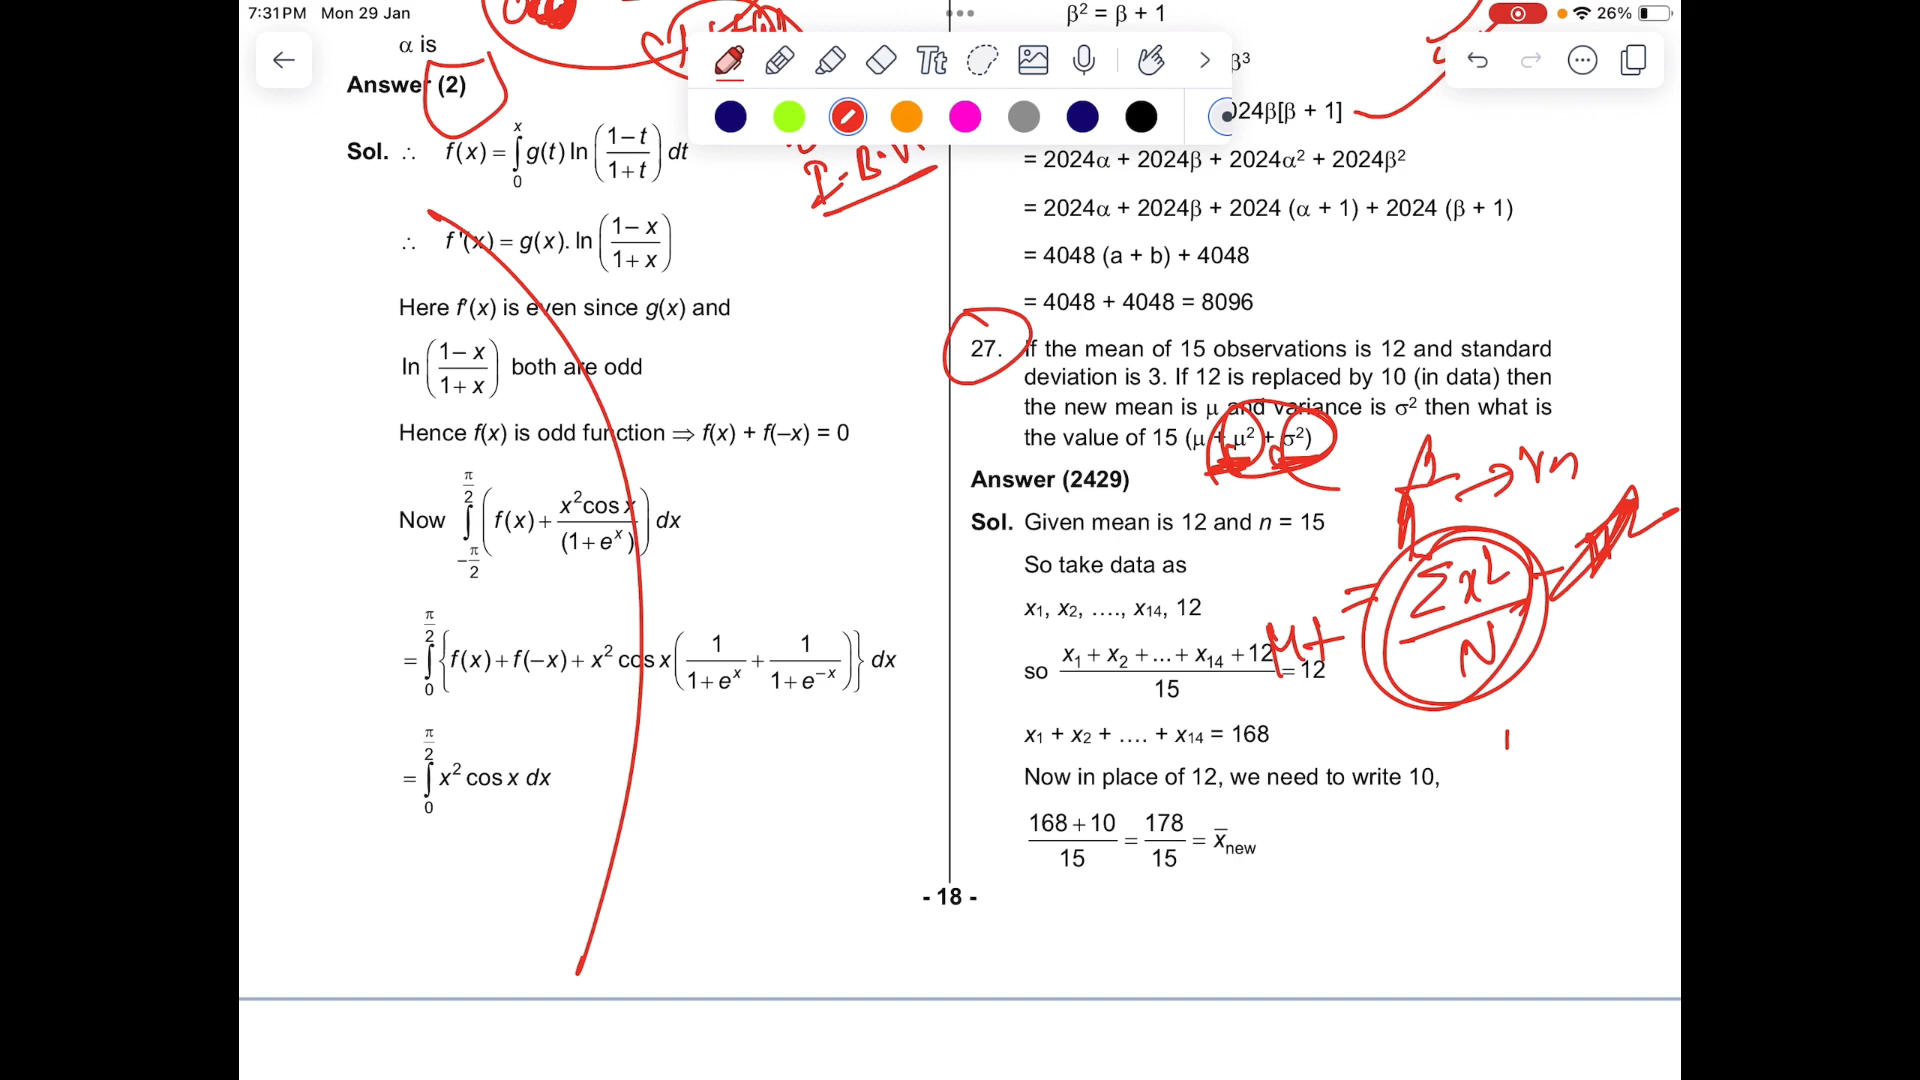 7:31 PM Mon 29 Jan
26%
Tt
α is
Answer (2)
Sol. ∴ f(x) = ∫₀ˣ g(t) ln ((1–t)/(1+t)) dt
∴ f'(x) = g(x). ln ((1–x)/(1+x))
Here f'(x) is even since g(x) and
ln ((1–x)/(1+x)) both are odd
Hence f(x) is odd function ⇒ f(x) + f(–x) = 0
Now ∫_{–π/2}^{π/2} (f(x) + x² cos x/(1+eˣ)) dx
= ∫₀^{π/2} {f(x) + f(–x) + x² cos x (1/(1+eˣ) + 1/(1+e⁻ˣ))} dx
= ∫₀^{π/2} x² cos x dx
β² = β + 1
β³
024β[β + 1]
= 2024α + 2024β + 2024α² + 2024β²
= 2024α + 2024β + 2024 (α + 1) + 2024 (β + 1)
= 4048 (a + b) + 4048
= 4048 + 4048 = 8096
27. If the mean of 15 observations is 12 and standard
deviation is 3. If 12 is replaced by 10 (in data) then
the new mean is μ and variance is σ² then what is
the value of 15 (μ + μ² + σ²)
Answer (2429)
Sol. Given mean is 12 and n = 15
So take data as
x₁, x₂, …., x₁₄, 12
so (x₁ + x₂ + ... + x₁₄ + 12)/15 = 12
x₁ + x₂ + …. + x₁₄ = 168
Now in place of 12, we need to write 10,
(168 + 10)/15 = 178/15 = x̄new
μ +
= Σx²/N
- 18 -